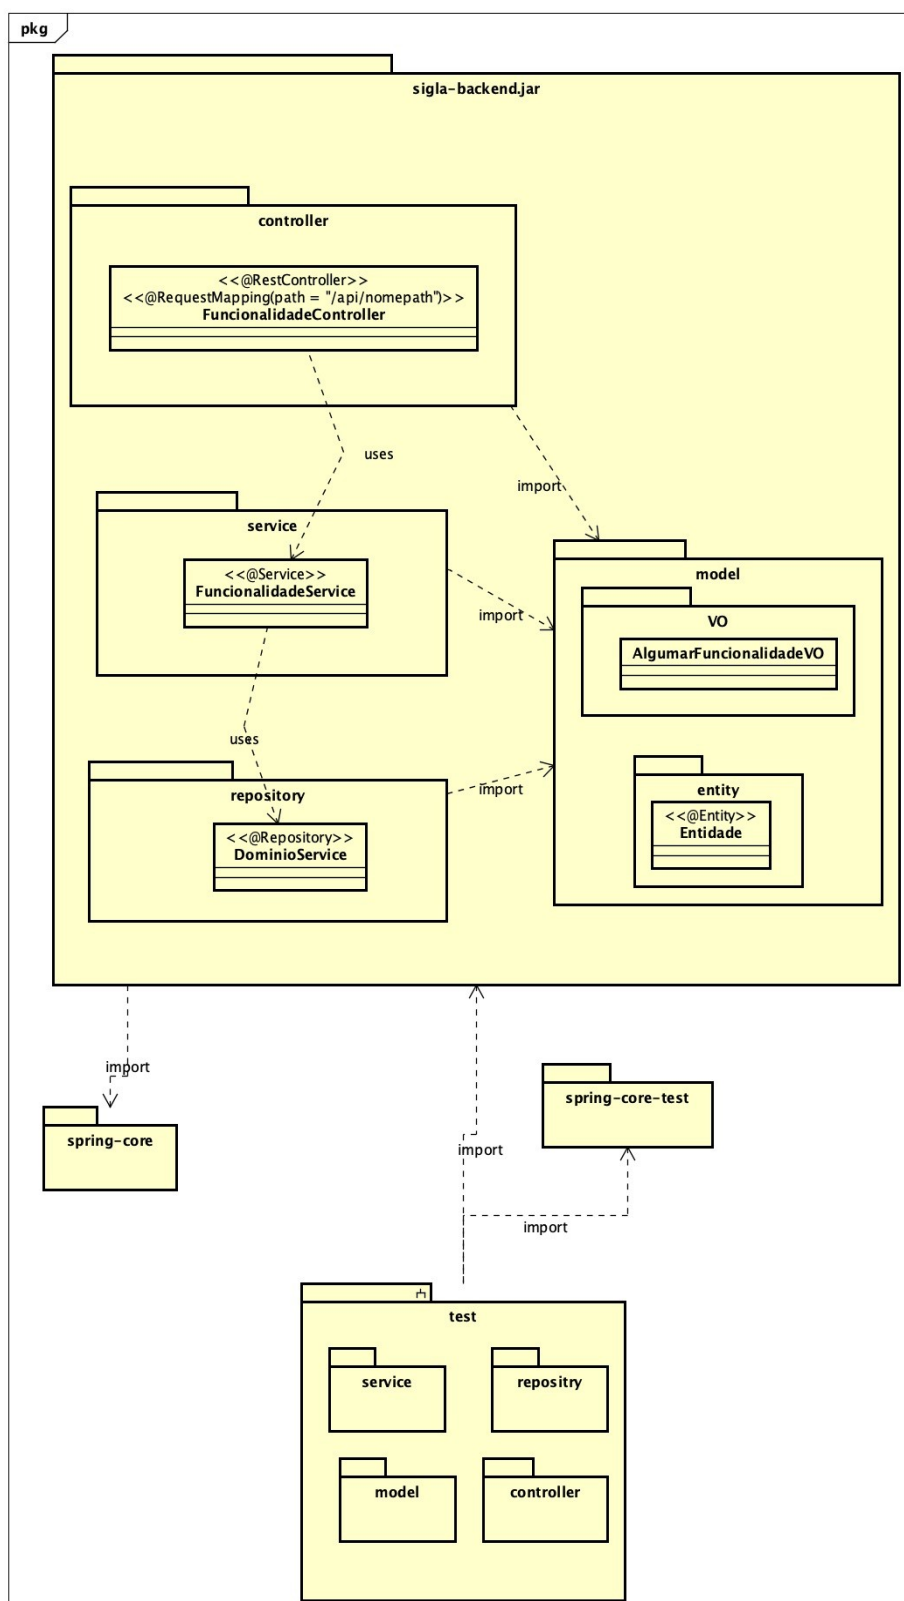 pkg
sigla-backend.jar
controller
<<@RestController>>
<<@RequestMapping(path = "/api/nomepath")>>
FuncionalidadeController
uses
import
service
<<@Service>>
FuncionalidadeService
import
model
VO
AlgumarFuncionalidadeVO
uses
repository
import
<<@Repository>>
DominioService
entity
<<@Entity>>
Entidade
import
spring-core
spring-core-test
import
import
test
service
repositry
model
controller